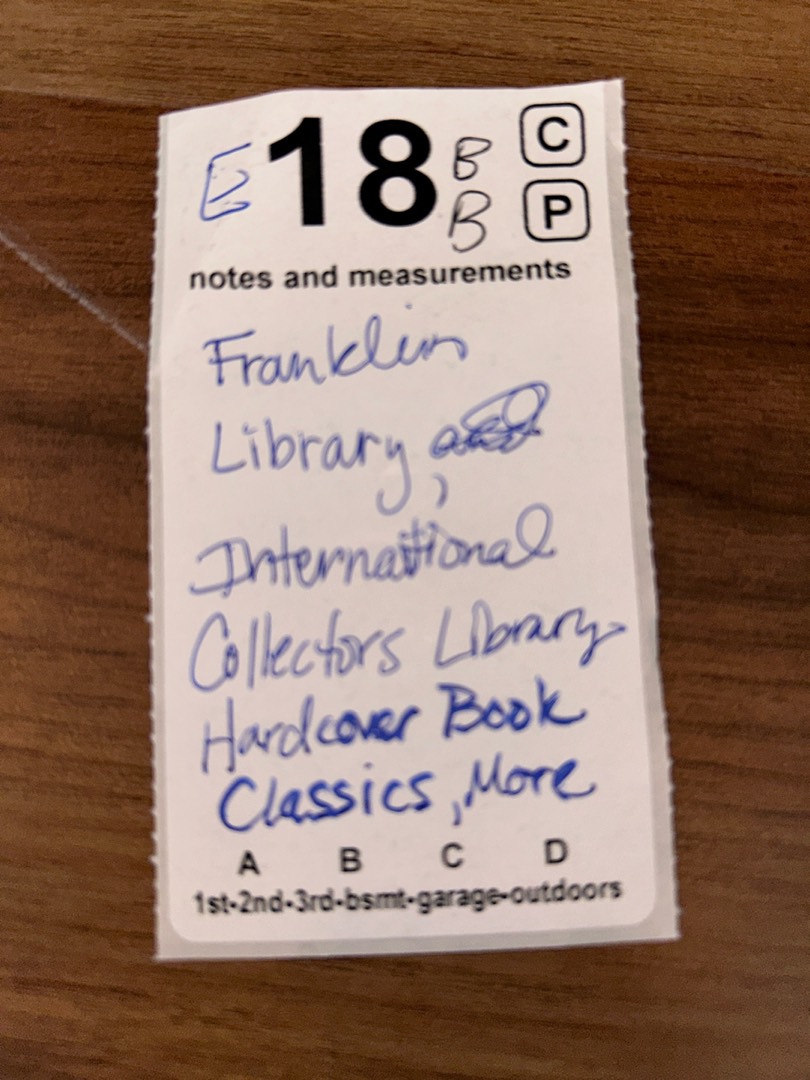 E 18 B C
B P
notes and measurements
Franklin
Library,
International
Collectors Library
Hardcover Book
Classics, More
A B C D
1st-2nd-3rd-bsmt-garage-outdoors